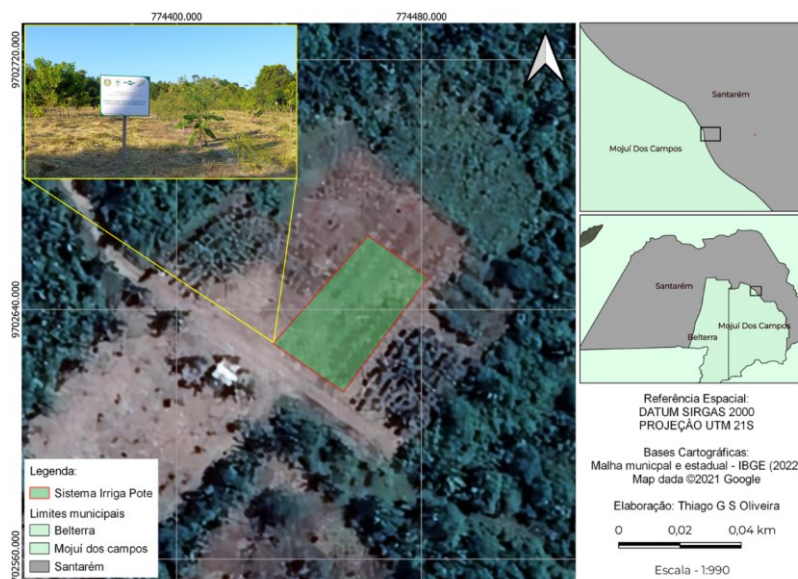 774400.000
774480.000
9702720.000
9702640.000
9702560.000
Legenda:
Sistema Irriga Pote
Limites municipais
Belterra
Mojuí dos campos
Santarém
Santarém
Mojuí Dos Campos
Santarém
Mojuí Dos Campos
Belterra
Referência Espacial:
DATUM SIRGAS 2000
PROJEÇÃO UTM 21S
Bases Cartográficas:
Malha municpal e estadual - IBGE (2022
Map dada ©2021 Google
Elaboração: Thiago G S Oliveira
0 0,02 0,04 km
Escala - 1:990